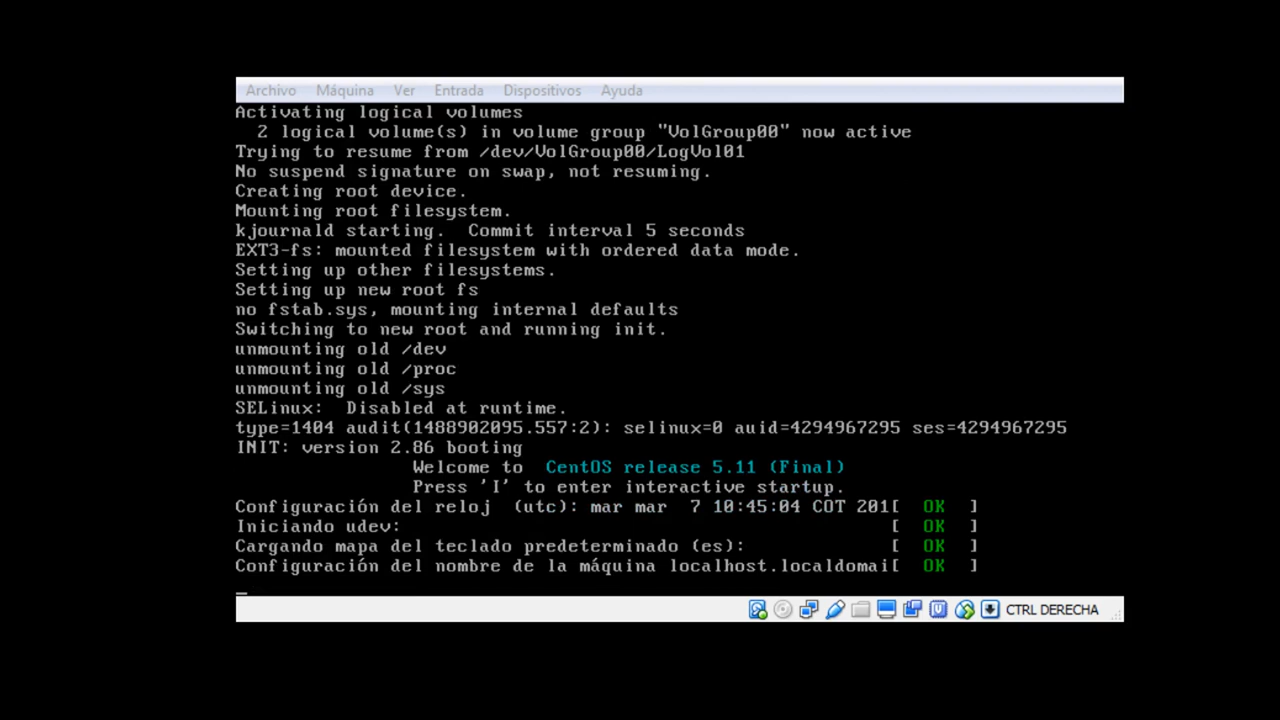 Archivo Máquina Ver Entrada Dispositivos Ayuda
Activating logical volumes
  2 logical volume(s) in volume group "VolGroup00" now active
Trying to resume from /dev/VolGroup00/LogVol01
No suspend signature on swap, not resuming.
Creating root device.
Mounting root filesystem.
kjournald starting.  Commit interval 5 seconds
EXT3-fs: mounted filesystem with ordered data mode.
Setting up other filesystems.
Setting up new root fs
no fstab.sys, mounting internal defaults
Switching to new root and running init.
unmounting old /dev
unmounting old /proc
unmounting old /sys
SELinux:  Disabled at runtime.
type=1404 audit(1488902095.557:2): selinux=0 auid=4294967295 ses=4294967295
INIT: version 2.86 booting
                Welcome to  CentOS release 5.11 (Final)
                Press 'I' to enter interactive startup.
Configuración del reloj  (utc): mar mar  7 10:45:04 COT 201[  OK  ]
Iniciando udev:                                            [  OK  ]
Cargando mapa del teclado predeterminado (es):             [  OK  ]
Configuración del nombre de la máquina localhost.localdomai[  OK  ]
_
CTRL DERECHA